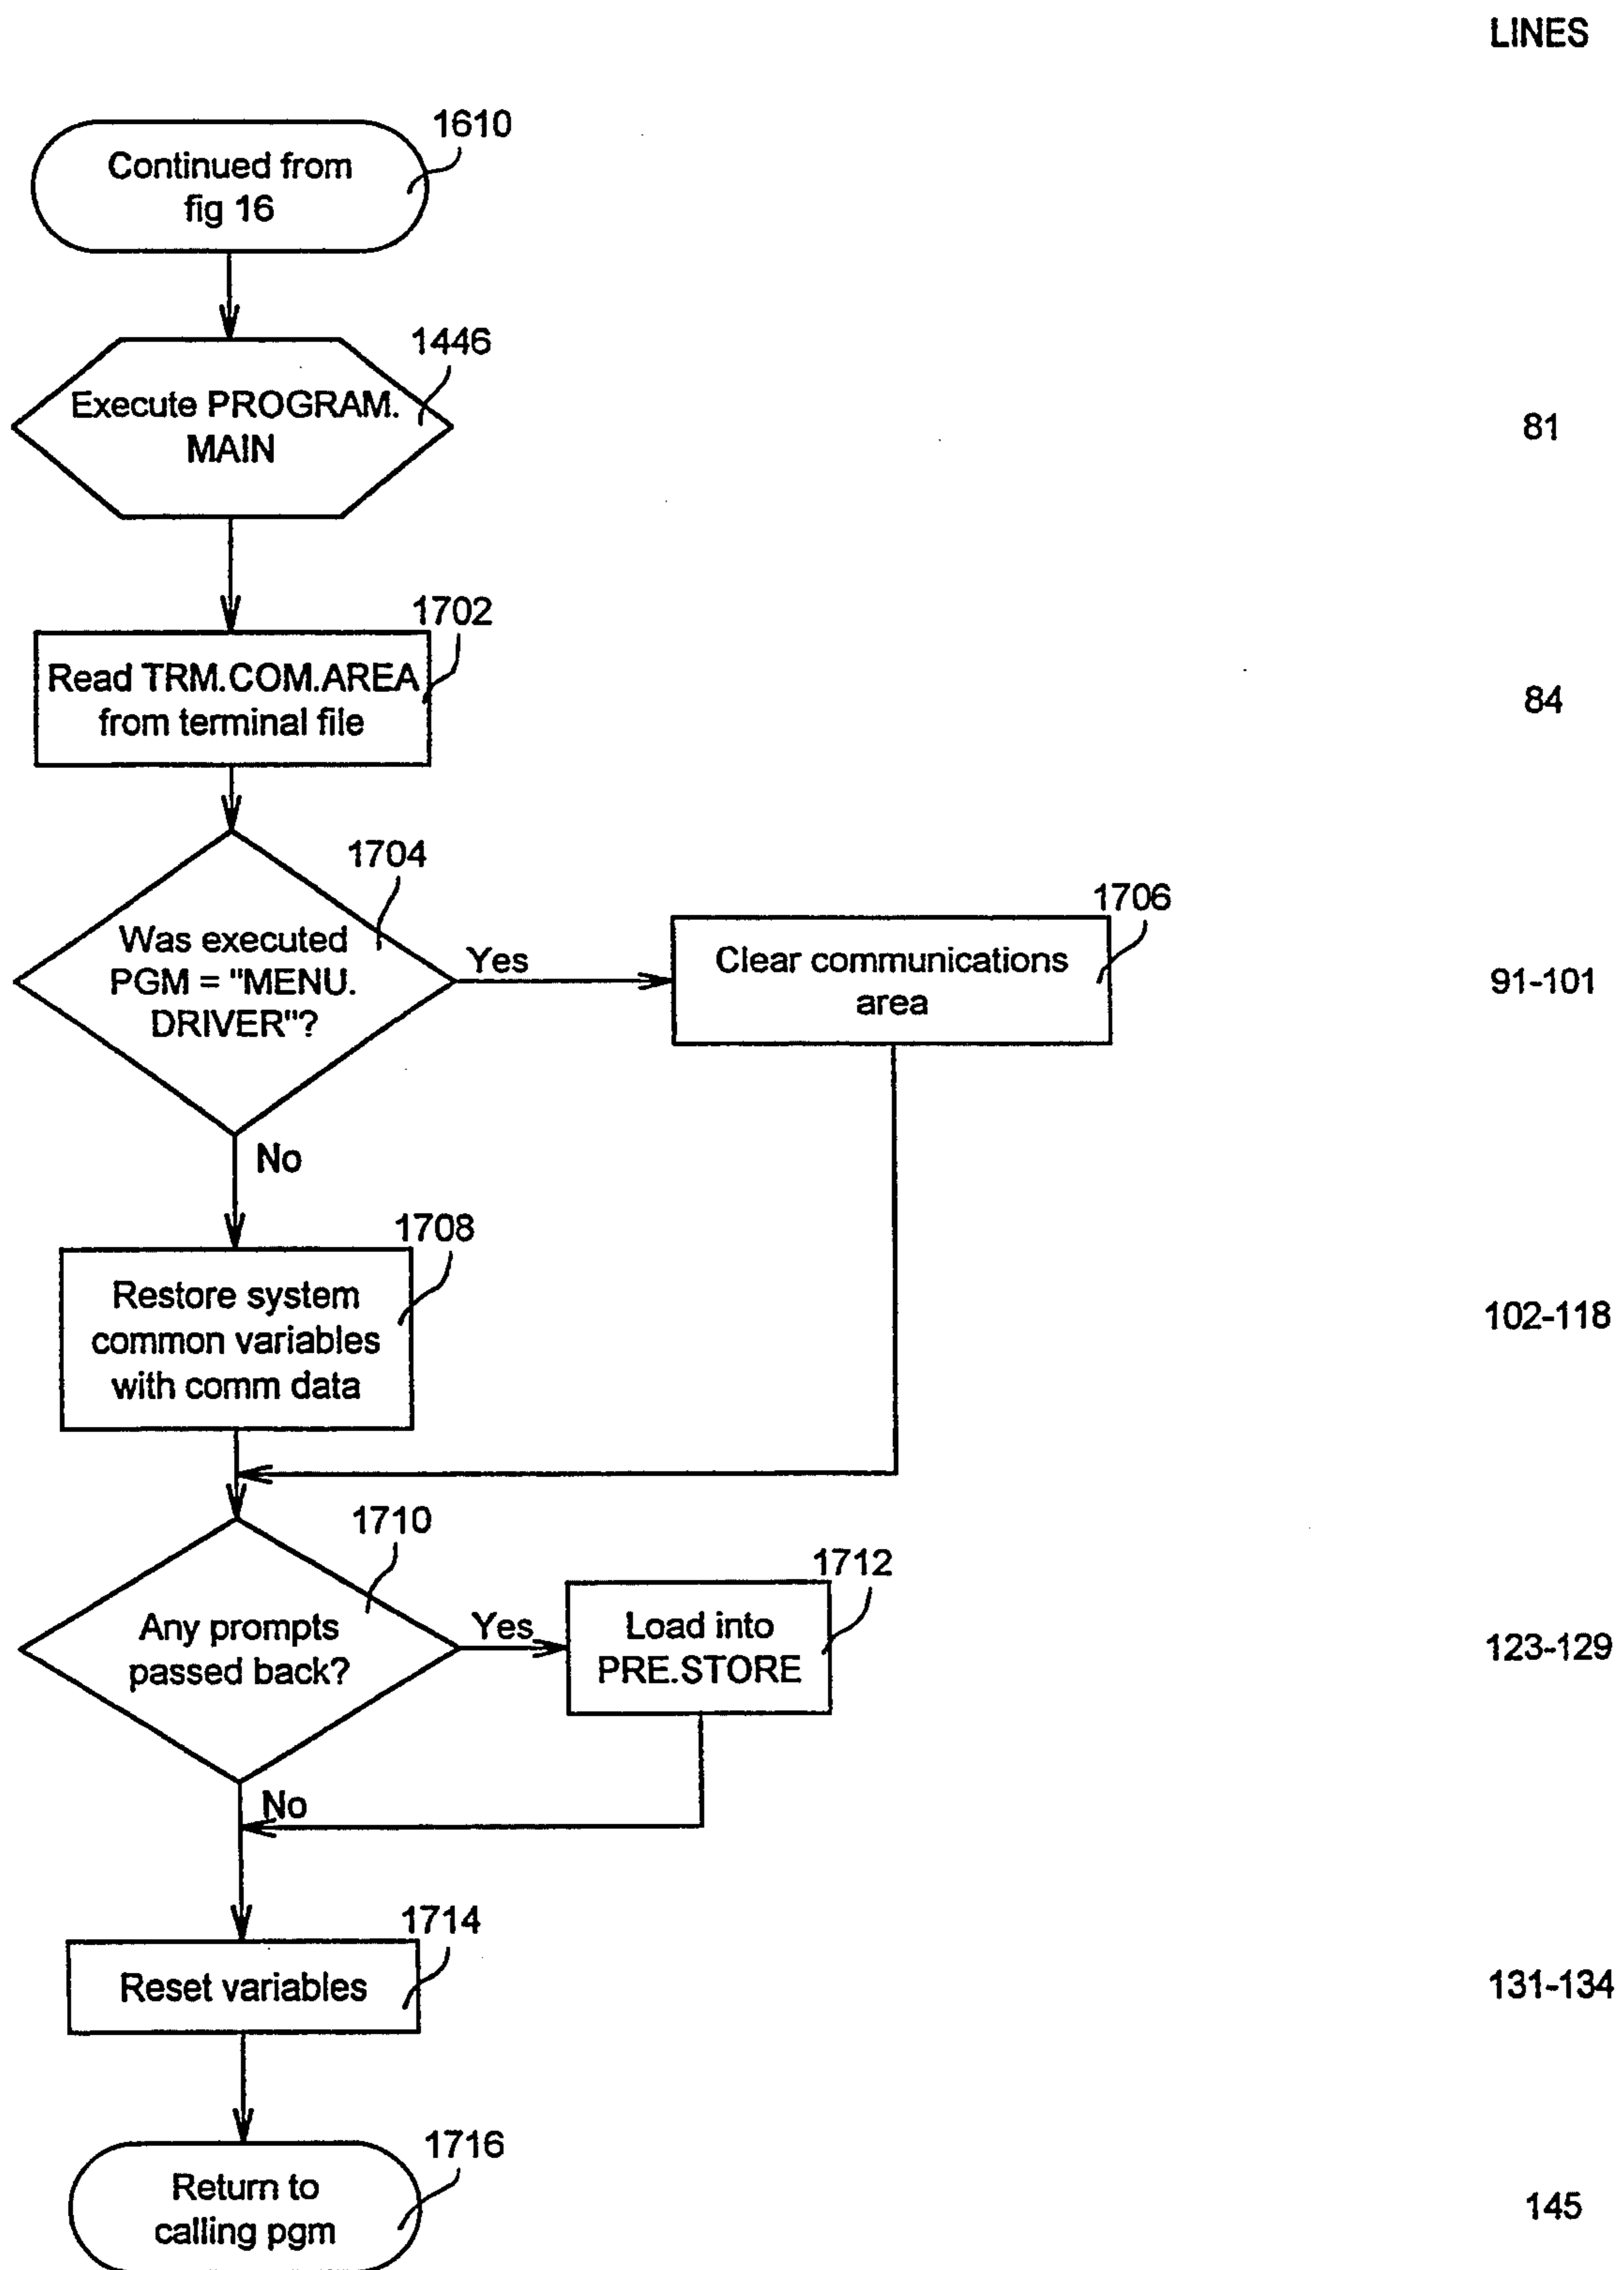 LINES
1610
Continued from
fig 16
1446
Execute PROGRAM.
MAIN
81
1702
Read TRM.COM.AREA
from terminal file
84
1704
Was executed
PGM = "MENU.
DRIVER"?
Yes
1706
Clear communications
area
91-101
No
1708
Restore system
common variables
with comm data
102-118
1710
Any prompts
passed back?
Yes
1712
Load into
PRE.STORE
123-129
No
1714
Reset variables
131-134
1716
Return to
calling pgm
145